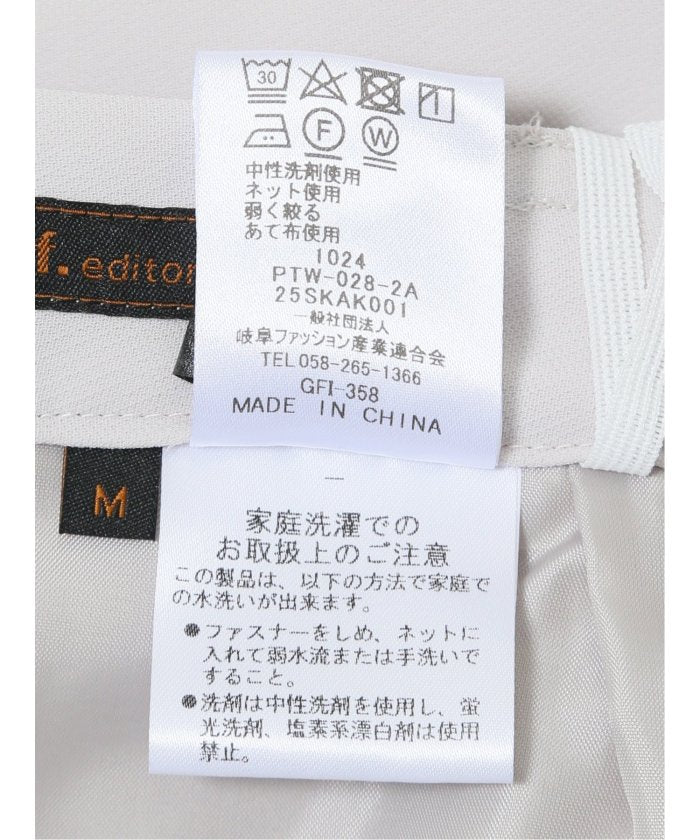 30
F
W
中性洗剤使用
ネット使用
弱く絞る
あて布使用
1024
PTW-028-2A
25SKAK001
一般社団法人
岐阜ファッション産業連合会
TEL058-265-1366
GFI-358
MADE IN CHINA
f. editor
M
家庭洗濯での
お取扱上のご注意
この製品は、以下の方法で家庭で
の水洗いが出来ます。
●ファスナーをしめ、ネットに
入れて弱水流または手洗いで
すること。
●洗剤は中性洗剤を使用し、蛍
光洗剤、塩素系漂白剤は使用
禁止。